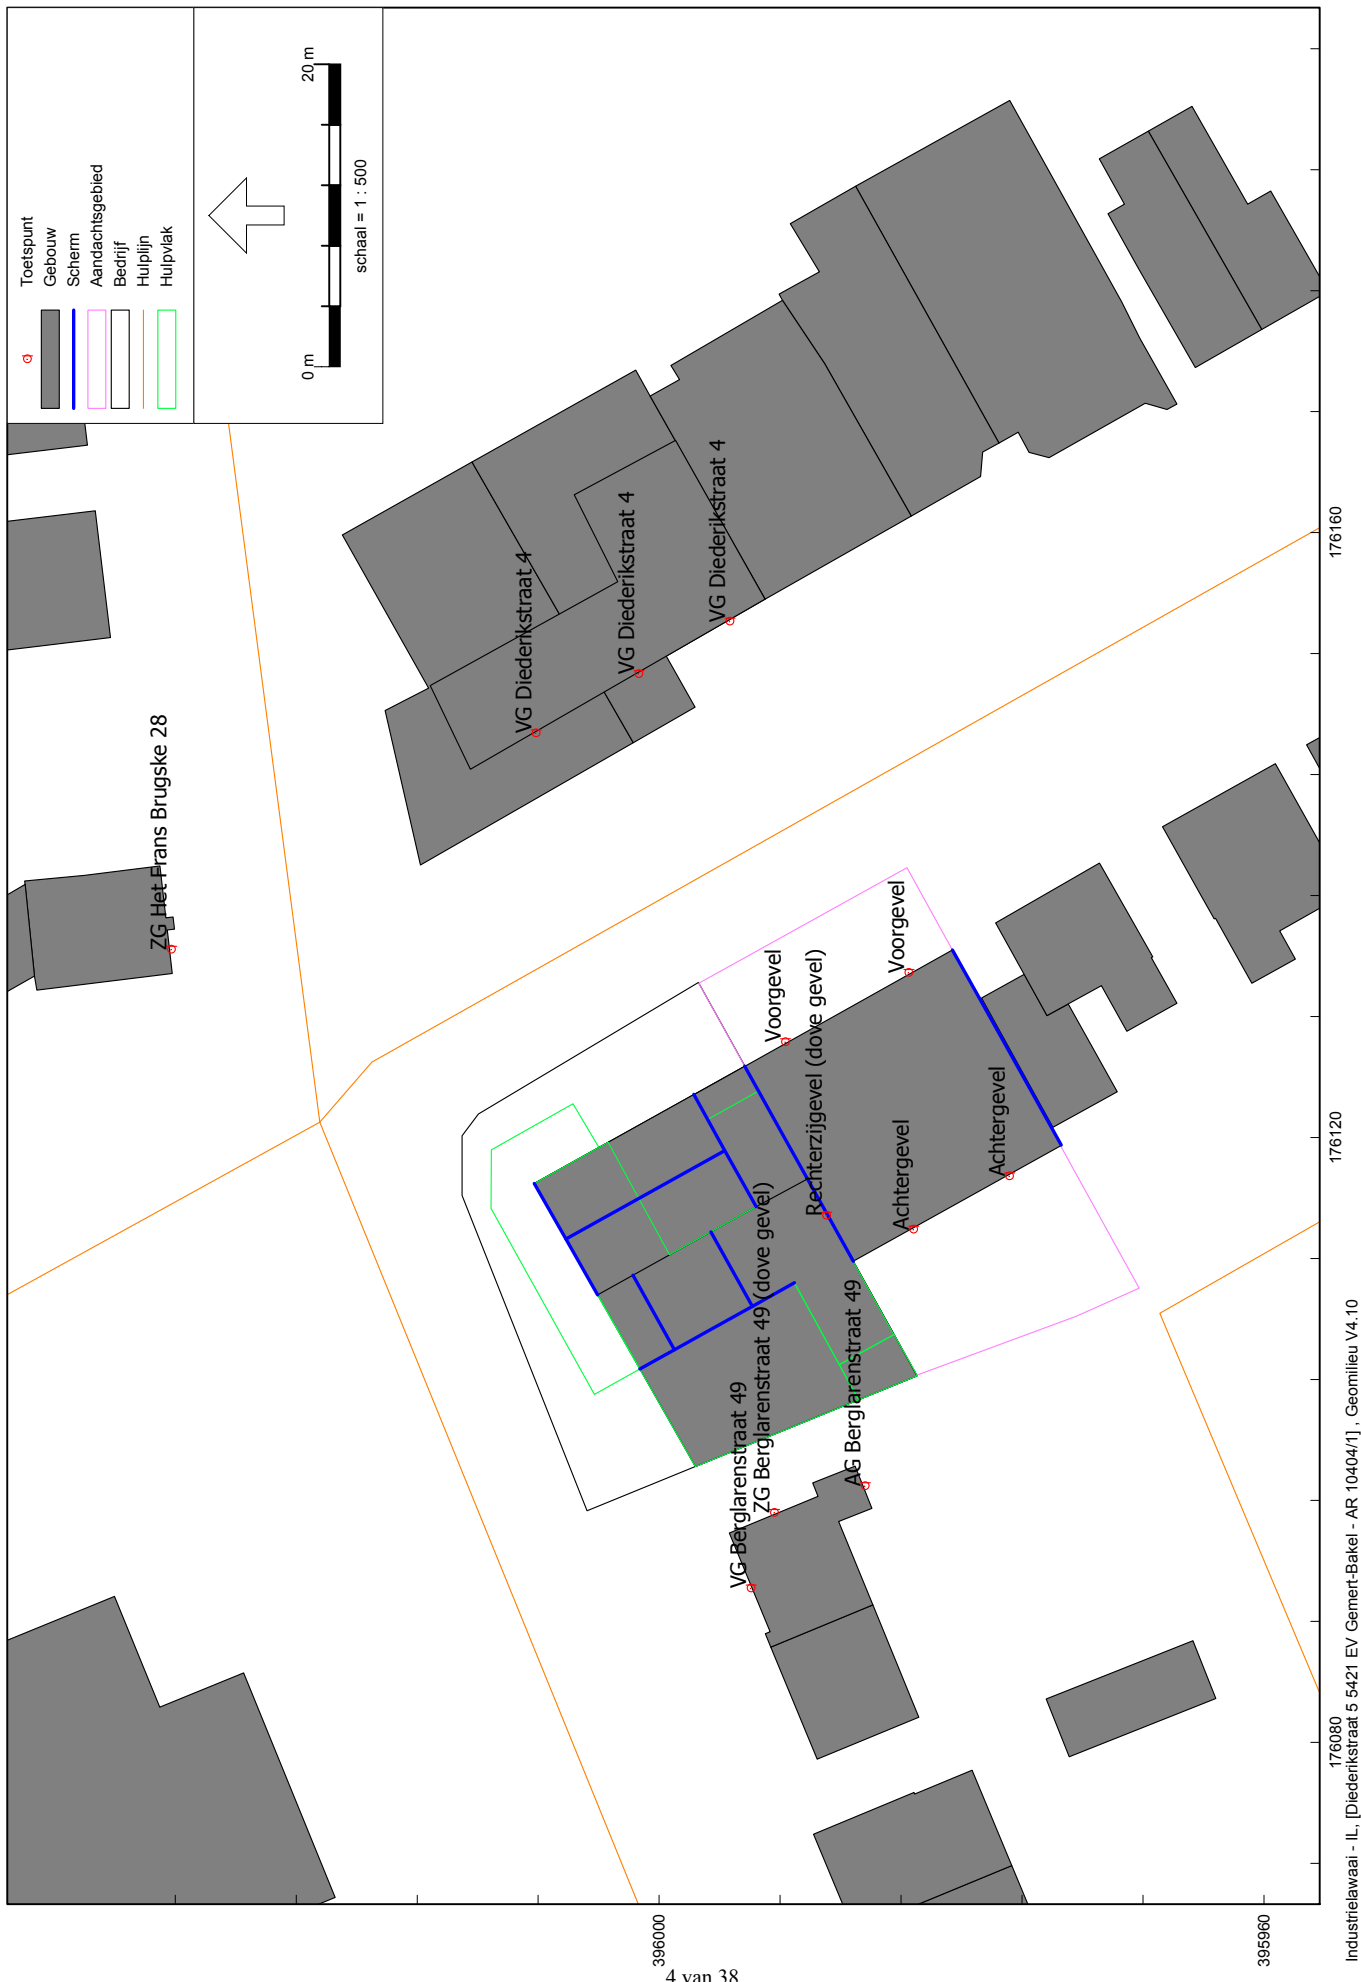 Toetspunt
Gebouw
Scherm
Aandachtsgebied
Bedrijf
Hulplijn
Hulpvlak
0 m
20 m
schaal = 1 : 500
ZG Het Frans Brugske 28
VG Diederikstraat 4
VG Diederikstraat 4
VG Diederikstraat 4
Voorgevel
Voorgevel
Rechterzijgevel (dove gevel)
Achtergevel
Achtergevel
VG Berglarenstraat 49
ZG Berglarenstraat 49 (dove gevel)
AG Berglarenstraat 49
176080
176120
176160
396000
395960
Industrielawaai - IL, [Diederikstraat 5 5421 EV Gemert-Bakel - AR 10404/1] , Geomilieu V4.10
4 van 38